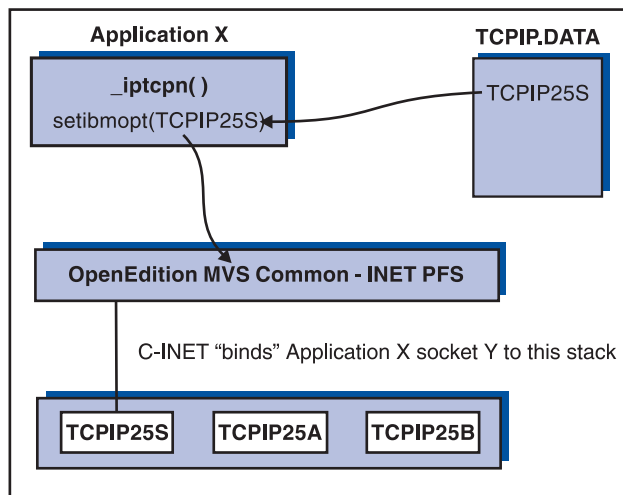 Application X
TCPIP.DATA
_iptcpn( )
setibmopt(TCPIP25S)
TCPIP25S
OpenEdition MVS Common - INET PFS
C-INET “binds” Application X socket Y to this stack
TCPIP25S
TCPIP25A
TCPIP25B